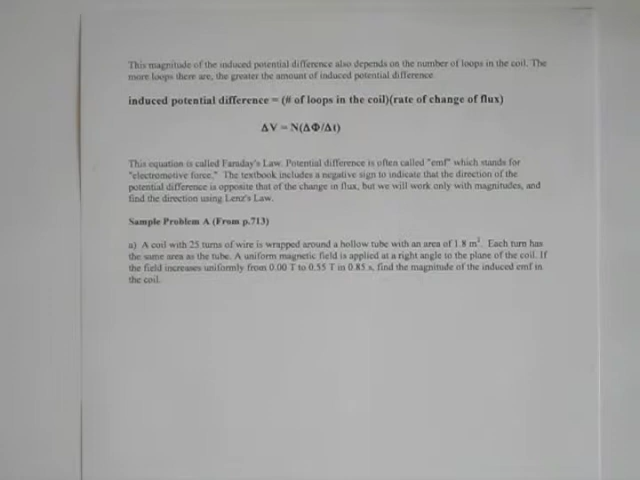 This magnitude of the induced potential difference also depends on the number of loops in the coil. The
more loops there are, the greater the amount of induced potential difference.
induced potential difference = (# of loops in the coil)(rate of change of flux)
ΔV = N(ΔΦ/Δt)
This equation is called Faraday's Law. Potential difference is often called "emf" which stands for
"electromotive force." The textbook includes a negative sign to indicate that the direction of the
potential difference is opposite that of the change in flux, but we will work only with magnitudes, and
find the direction using Lenz's Law.
Sample Problem A (From p.713)
a) A coil with 25 turns of wire is wrapped around a hollow tube with an area of 1.8 m². Each turn has
the same area as the tube. A uniform magnetic field is applied at a right angle to the plane of the coil. If
the field increases uniformly from 0.00 T to 0.55 T in 0.85 s, find the magnitude of the induced emf in
the coil.